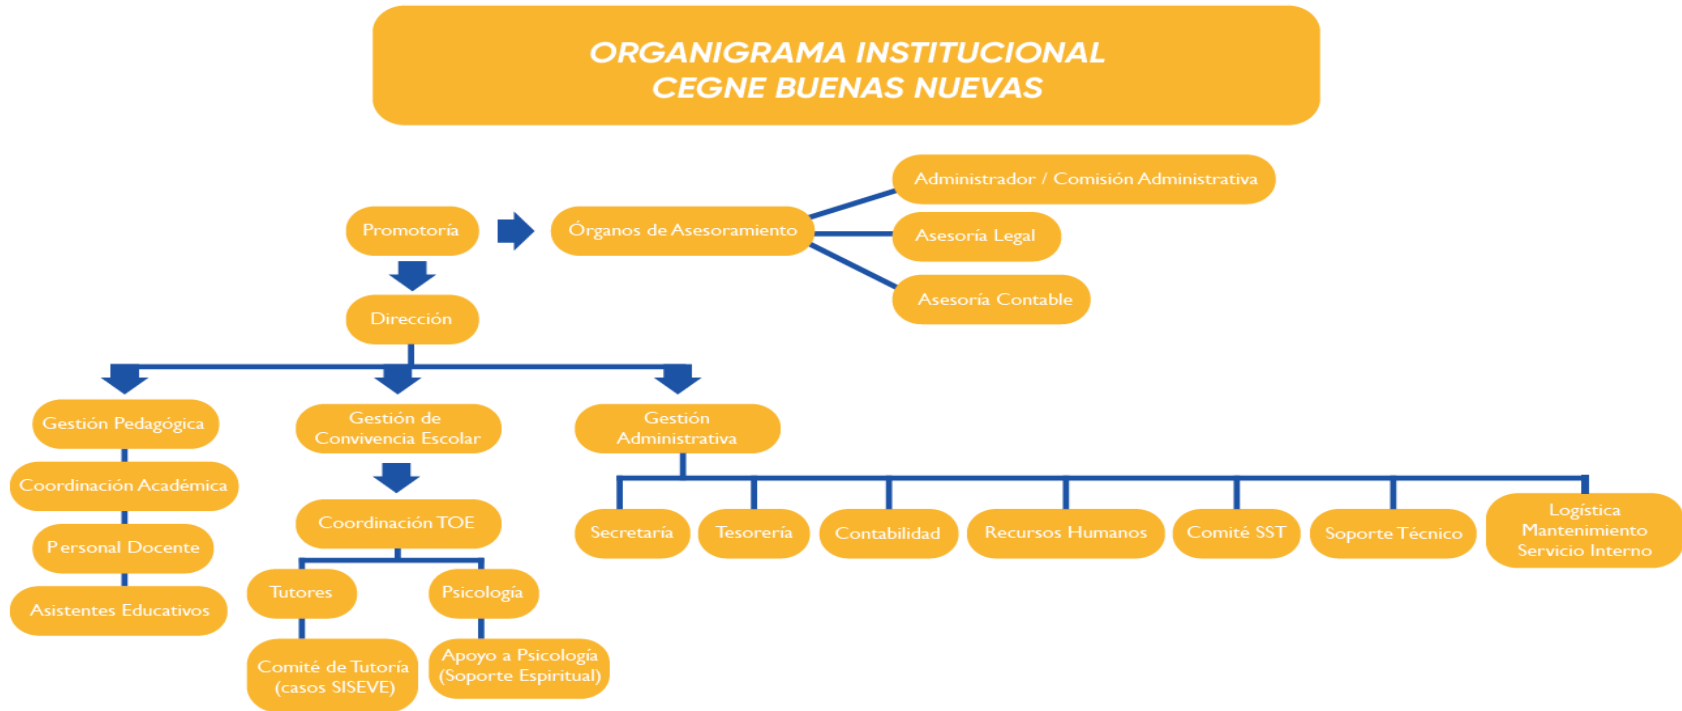 ORGANIGRAMA INSTITUCIONAL
CEGNE BUENAS NUEVAS
Administrador / Comisión Administrativa
Promotoría
Órganos de Asesoramiento
Asesoría Legal
Asesoría Contable
Dirección
Gestión Pedagógica
Gestión de
Convivencia Escolar
Gestión
Administrativa
Coordinación Académica
Coordinación TOE
Secretaría
Tesorería
Contabilidad
Recursos Humanos
Comité SST
Soporte Técnico
Logística
Mantenimiento
Servicio Interno
Personal Docente
Tutores
Psicología
Asistentes Educativos
Comité de Tutoría
(casos SISEVE)
Apoyo a Psicología
(Soporte Espiritual)